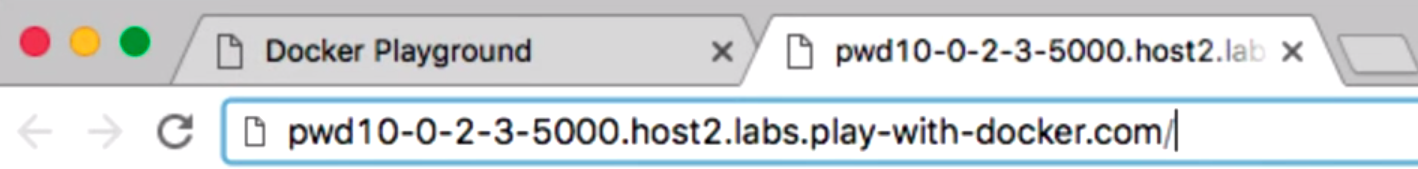 Docker Playground
pwd10-0-2-3-5000.host2.lab
pwd10-0-2-3-5000.host2.labs.play-with-docker.com/